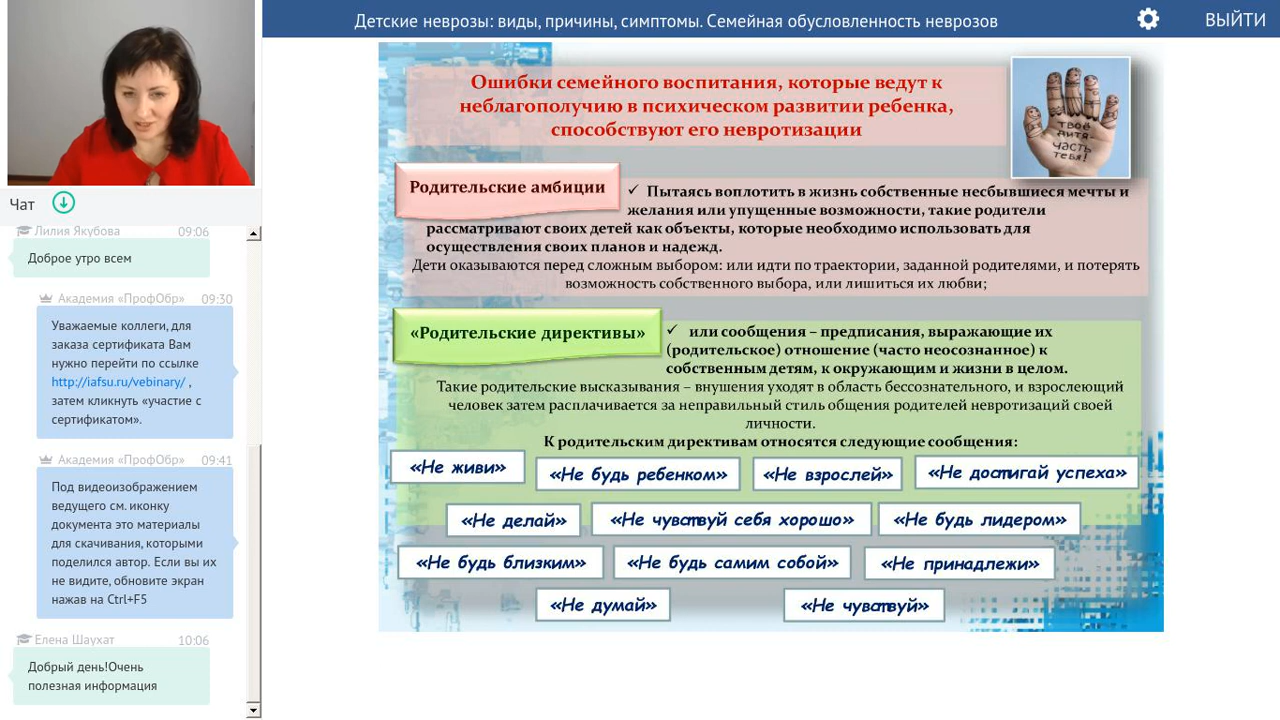 Детские неврозы: виды, причины, симптомы. Семейная обусловленность неврозов
ВЫЙТИ
Чат
Лилия Якубова 09:06
Доброе утро всем
Академия «ПрофОбр» 09:30
Уважаемые коллеги, для
заказа сертификата Вам
нужно перейти по ссылке
http://iafsu.ru/vebinary/ ,
затем кликнуть «участие с
сертификатом».
Академия «ПрофОбр» 09:41
Под видеоизображением
ведущего см. иконку
документа это материалы
для скачивания, которыми
поделился автор. Если вы их
не видите, обновите экран
нажав на Ctrl+F5
Елена Шаухат 10:06
Добрый день!Очень
полезная информация
Ошибки семейного воспитания, которые ведут к
неблагополучию в психическом развитии ребенка,
способствуют его невротизации
твоё
дитя-
часть
тебя!
Родительские амбиции
✓ Пытаясь воплотить в жизнь собственные несбывшиеся мечты и
желания или упущенные возможности, такие родители
рассматривают своих детей как объекты, которые необходимо использовать для
осуществления своих планов и надежд.
Дети оказываются перед сложным выбором: или идти по траектории, заданной родителями, и потерять
возможность собственного выбора, или лишиться их любви;
«Родительские директивы»
✓ или сообщения – предписания, выражающие их
(родительское) отношение (часто неосознанное) к
собственным детям, к окружающим и жизни в целом.
Такие родительские высказывания – внушения уходят в область бессознательного, и взрослеющий
человек затем расплачивается за неправильный стиль общения родителей невротизаций своей
личности.
К родительским директивам относятся следующие сообщения:
«Не живи» «Не будь ребенком» «Не взрослей» «Не достигай успеха»
«Не делай» «Не чувствуй себя хорошо» «Не будь лидером»
«Не будь близким» «Не будь самим собой» «Не принадлежи»
«Не думай» «Не чувствуй»